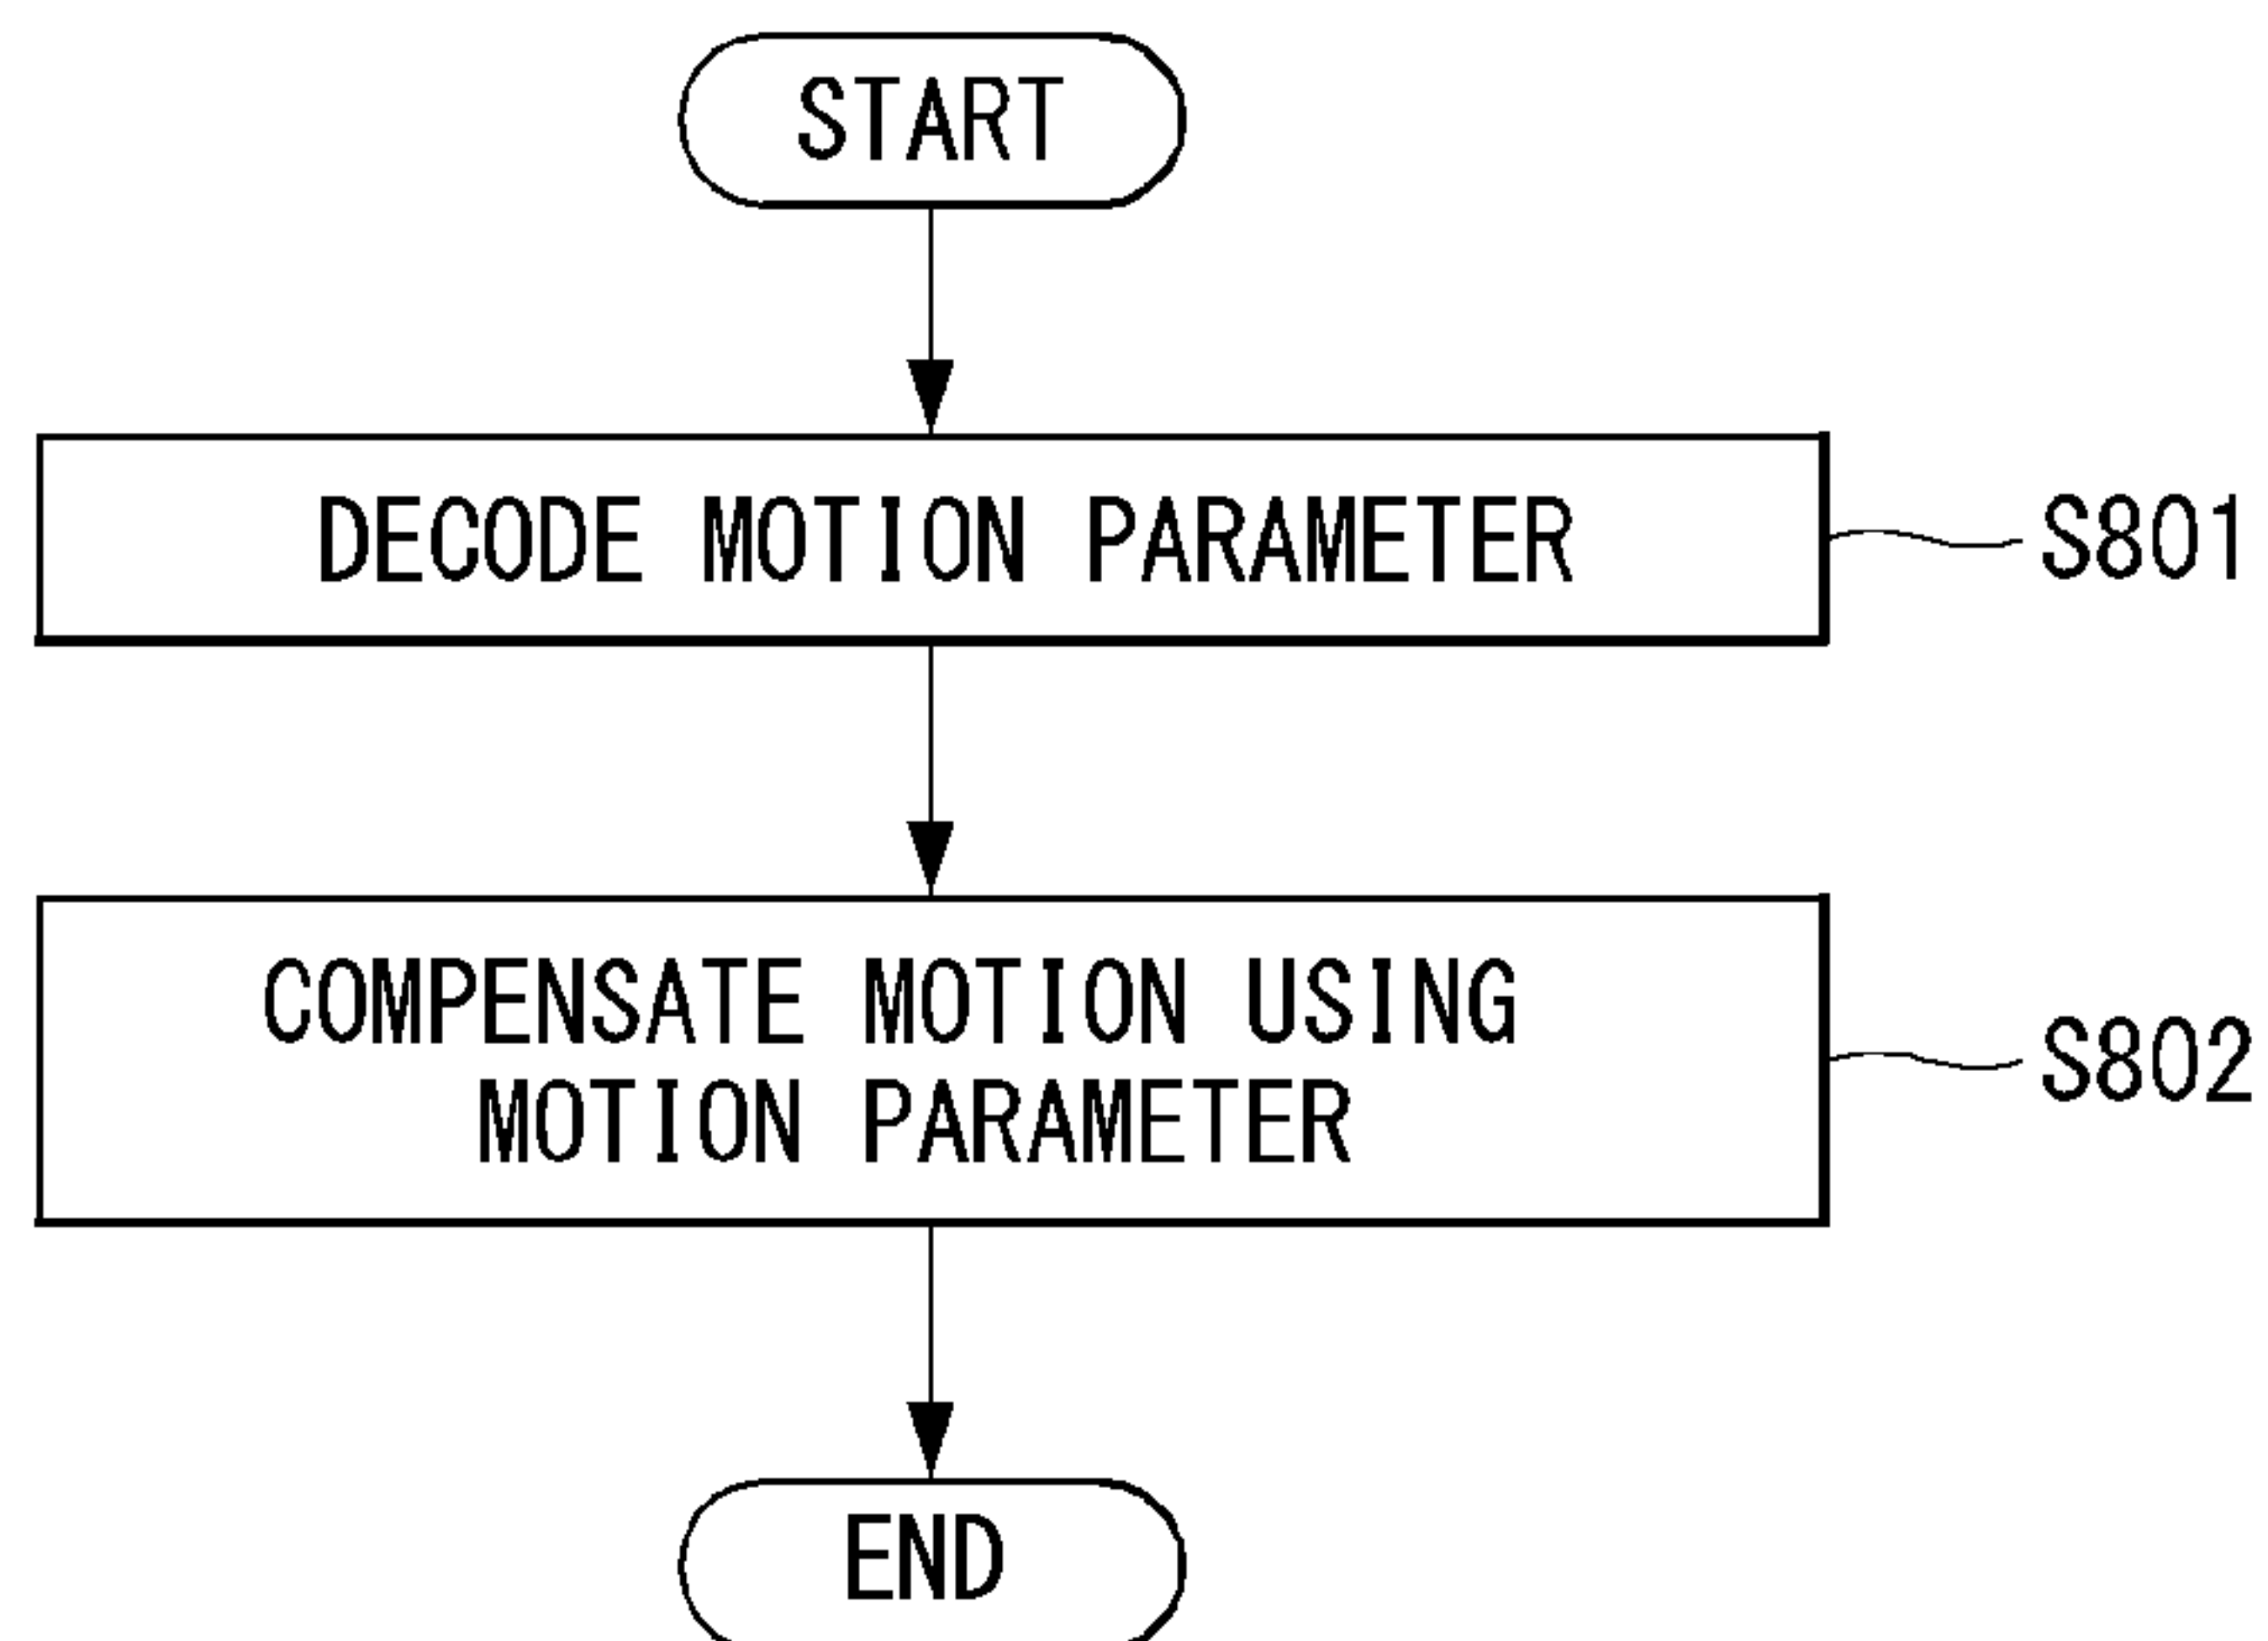 START
DECODE MOTION PARAMETER
S801
COMPENSATE MOTION USING
MOTION PARAMETER
S802
END